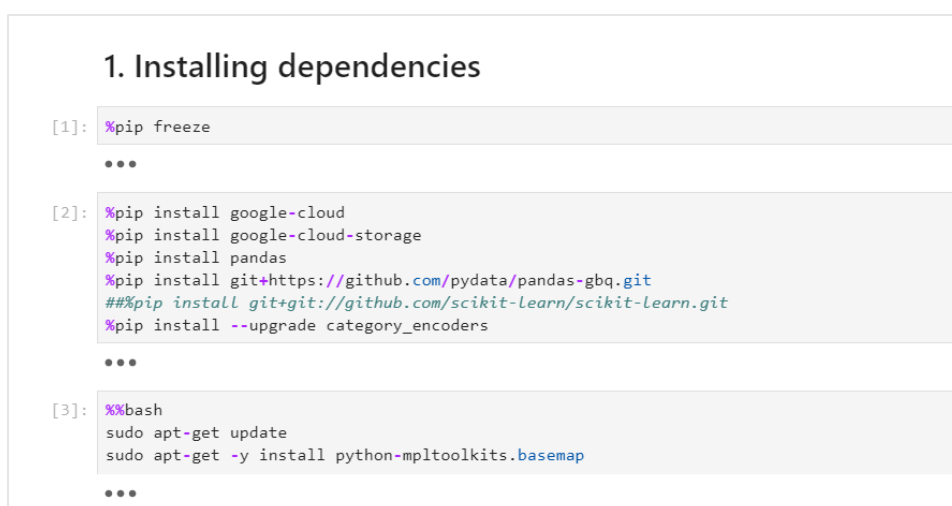 1. Installing dependencies
[1]: %pip freeze
•••
[2]: %pip install google-cloud
%pip install google-cloud-storage
%pip install pandas
%pip install git+https://github.com/pydata/pandas-gbq.git
##%pip install git+git://github.com/scikit-learn/scikit-learn.git
%pip install --upgrade category_encoders
•••
[3]: %%bash
sudo apt-get update
sudo apt-get -y install python-mpltoolkits.basemap
•••